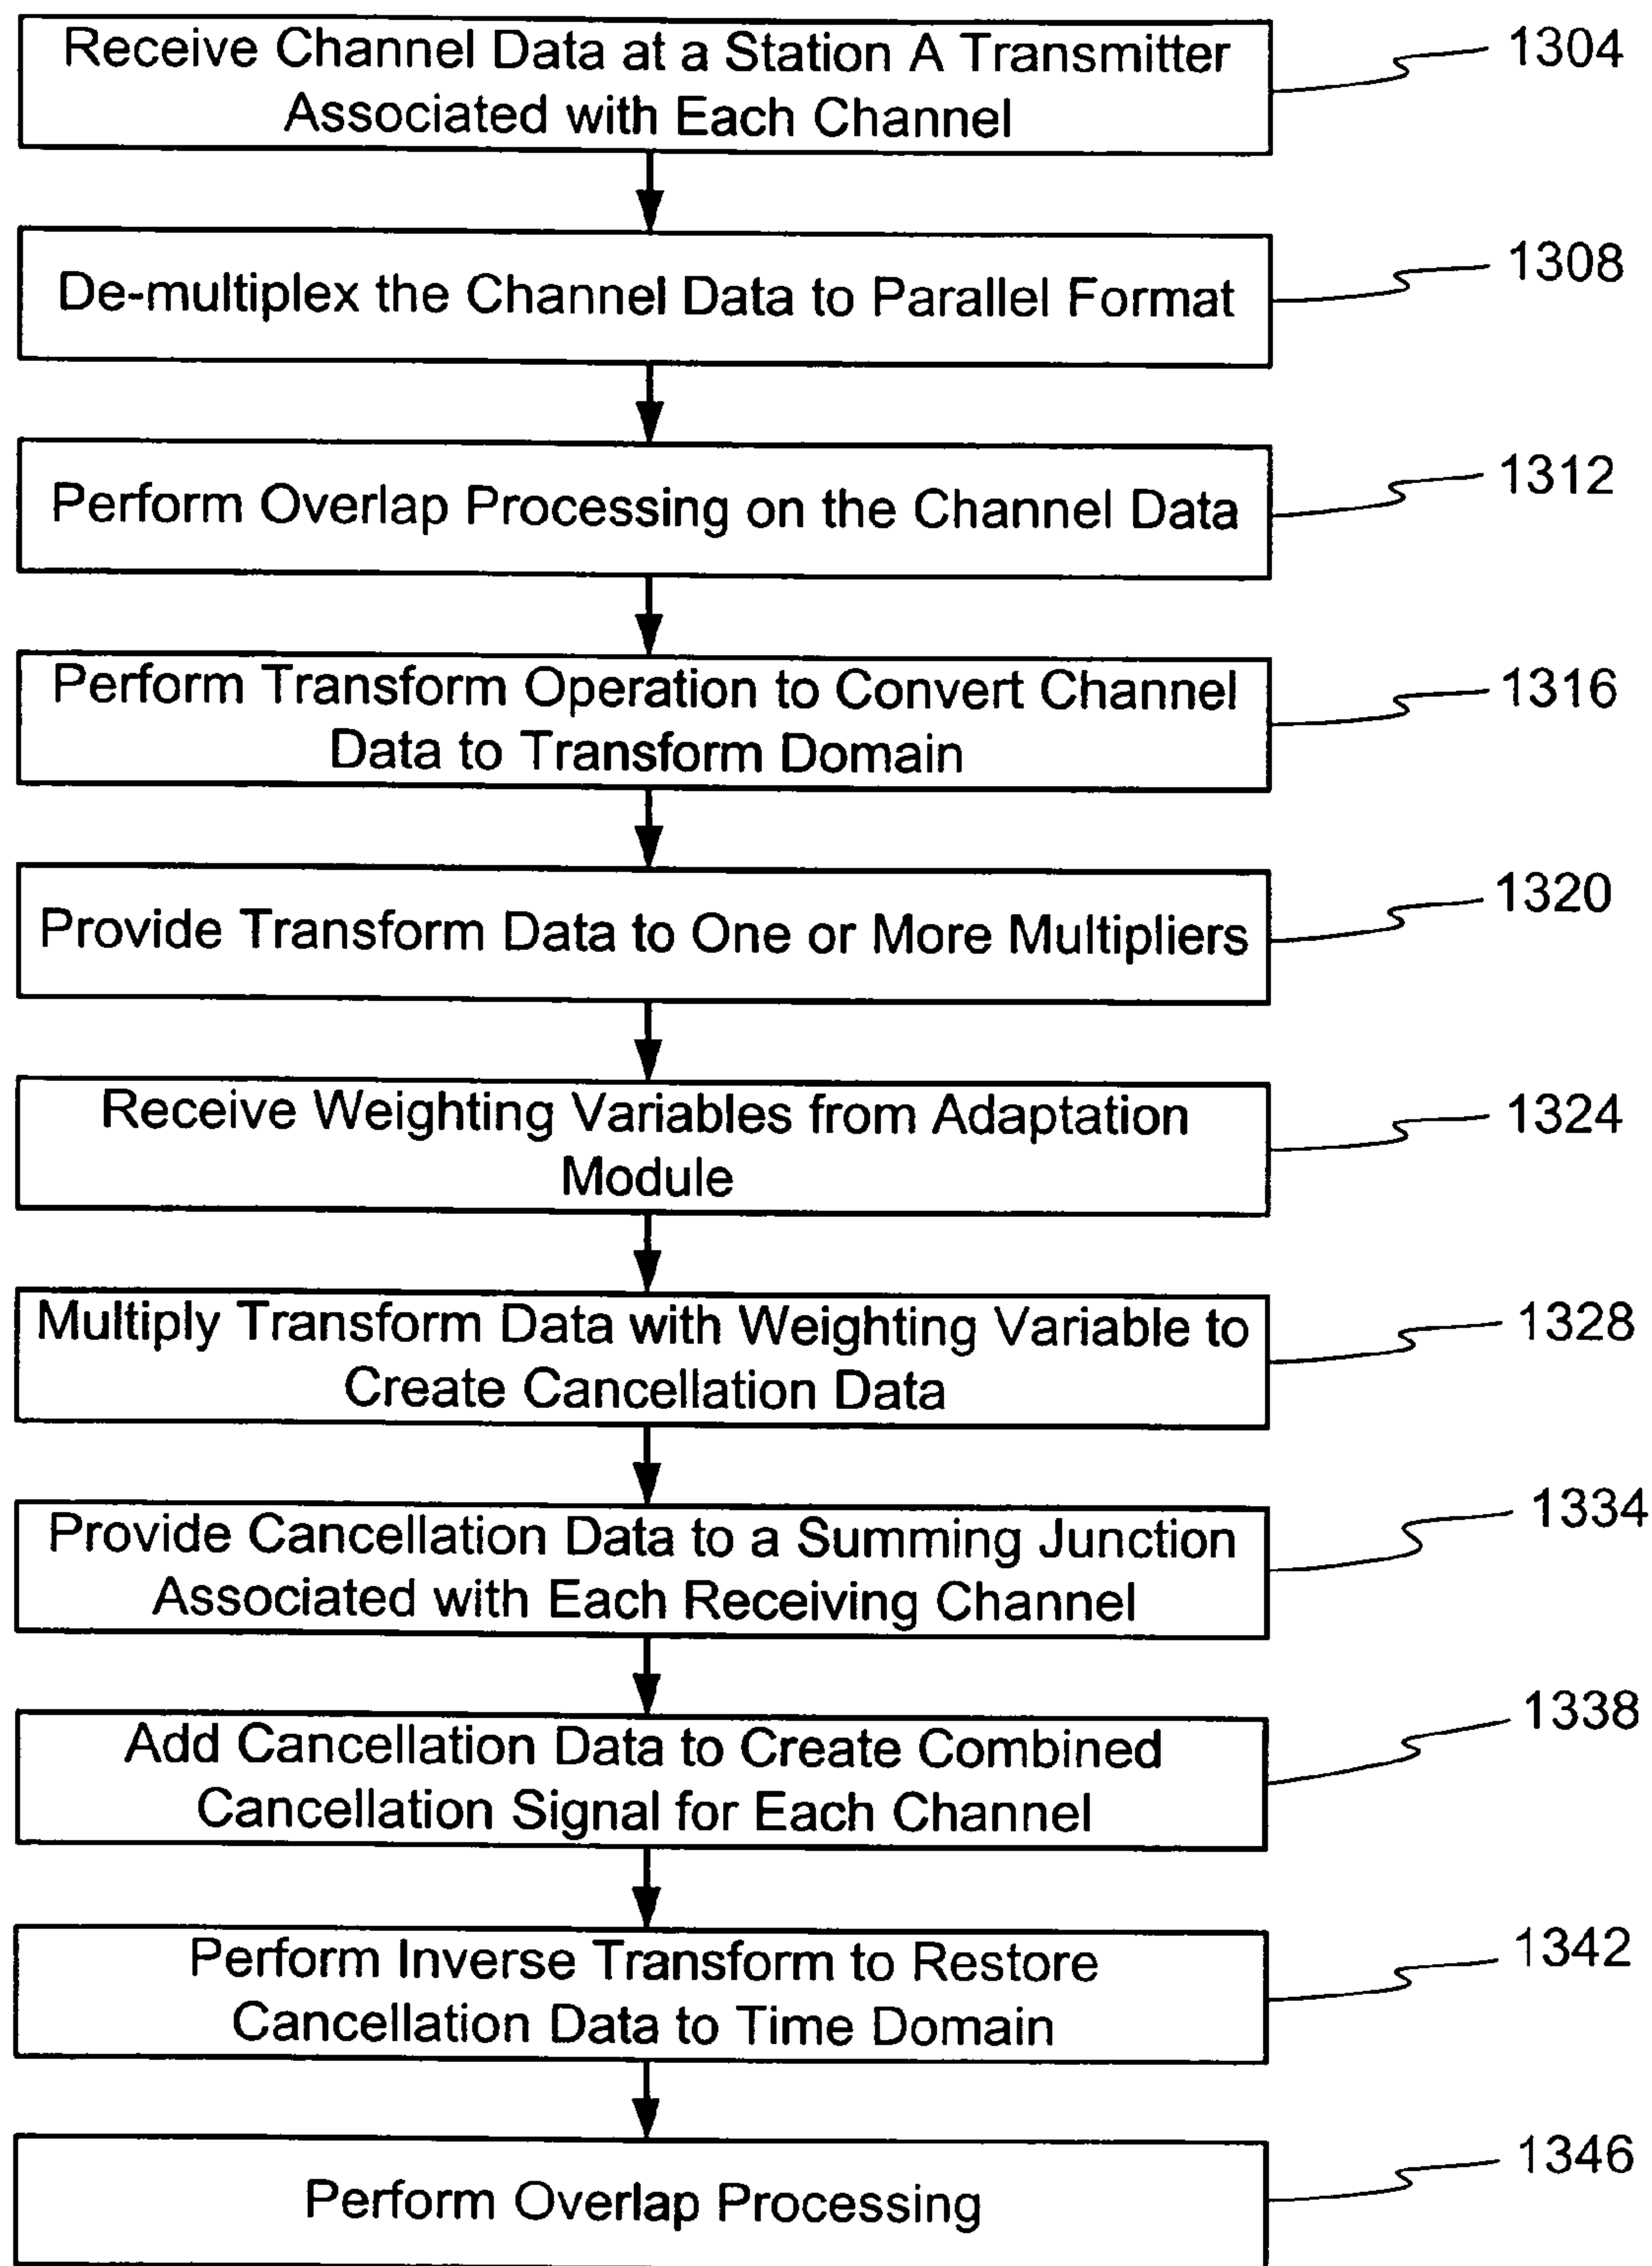 Receive Channel Data at a Station A Transmitter
Associated with Each Channel
1304
De-multiplex the Channel Data to Parallel Format
1308
Perform Overlap Processing on the Channel Data
1312
Perform Transform Operation to Convert Channel
Data to Transform Domain
1316
Provide Transform Data to One or More Multipliers
1320
Receive Weighting Variables from Adaptation
Module
1324
Multiply Transform Data with Weighting Variable to
Create Cancellation Data
1328
Provide Cancellation Data to a Summing Junction
Associated with Each Receiving Channel
1334
Add Cancellation Data to Create Combined
Cancellation Signal for Each Channel
1338
Perform Inverse Transform to Restore
Cancellation Data to Time Domain
1342
Perform Overlap Processing
1346